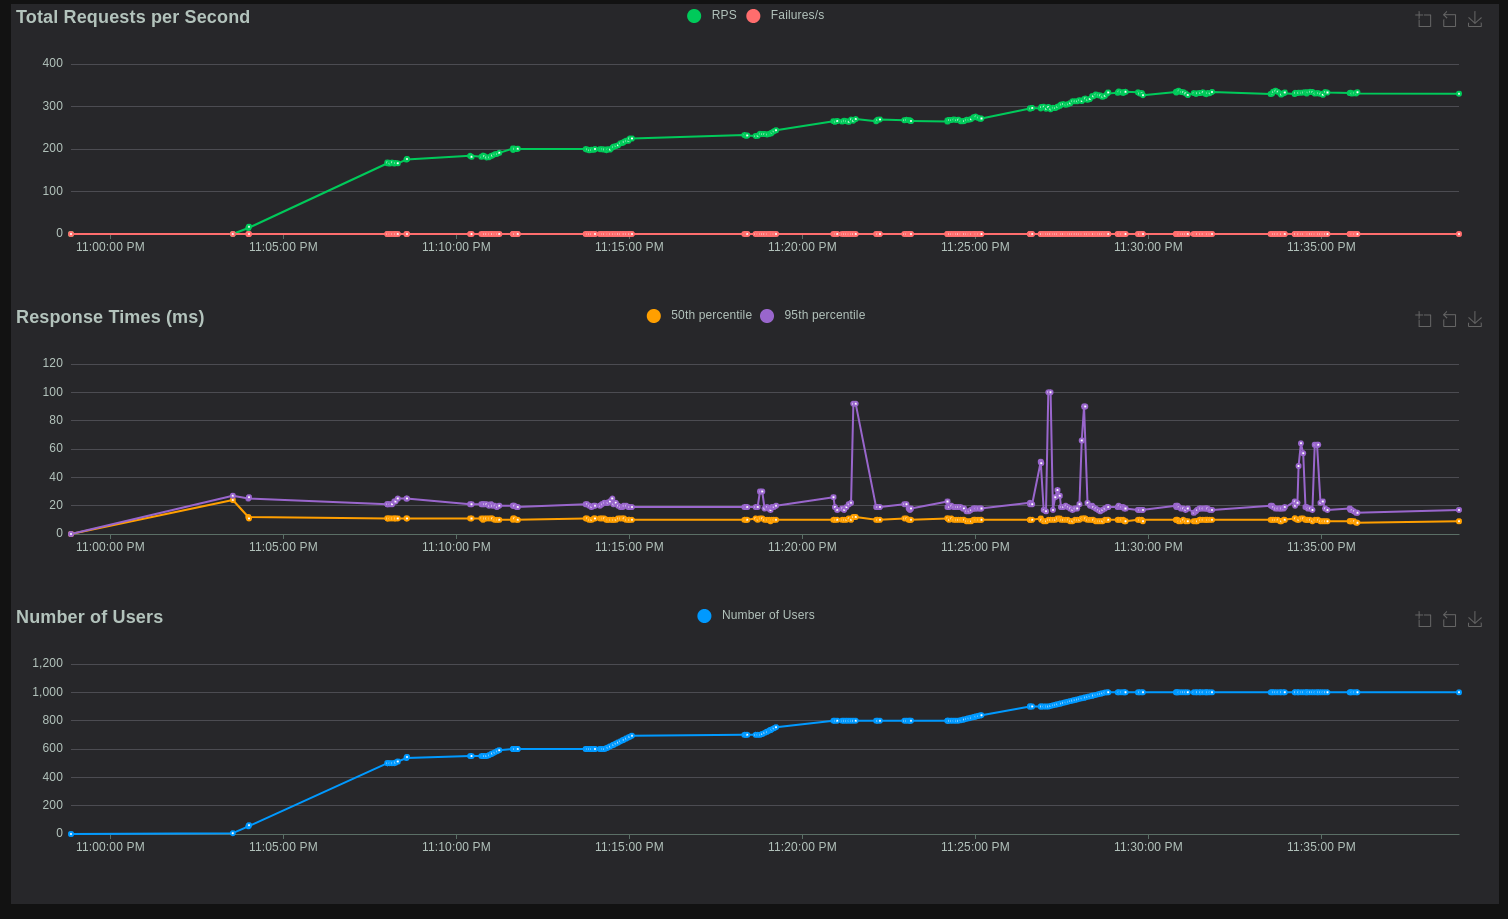 Total Requests per Second
RPS Failures/s
400
300
200
100
0
11:00:00 PM 11:05:00 PM 11:10:00 PM 11:15:00 PM 11:20:00 PM 11:25:00 PM 11:30:00 PM 11:35:00 PM
Response Times (ms)
50th percentile 95th percentile
120
100
80
60
40
20
0
11:00:00 PM 11:05:00 PM 11:10:00 PM 11:15:00 PM 11:20:00 PM 11:25:00 PM 11:30:00 PM 11:35:00 PM
Number of Users
Number of Users
1,200
1,000
800
600
400
200
0
11:00:00 PM 11:05:00 PM 11:10:00 PM 11:15:00 PM 11:20:00 PM 11:25:00 PM 11:30:00 PM 11:35:00 PM